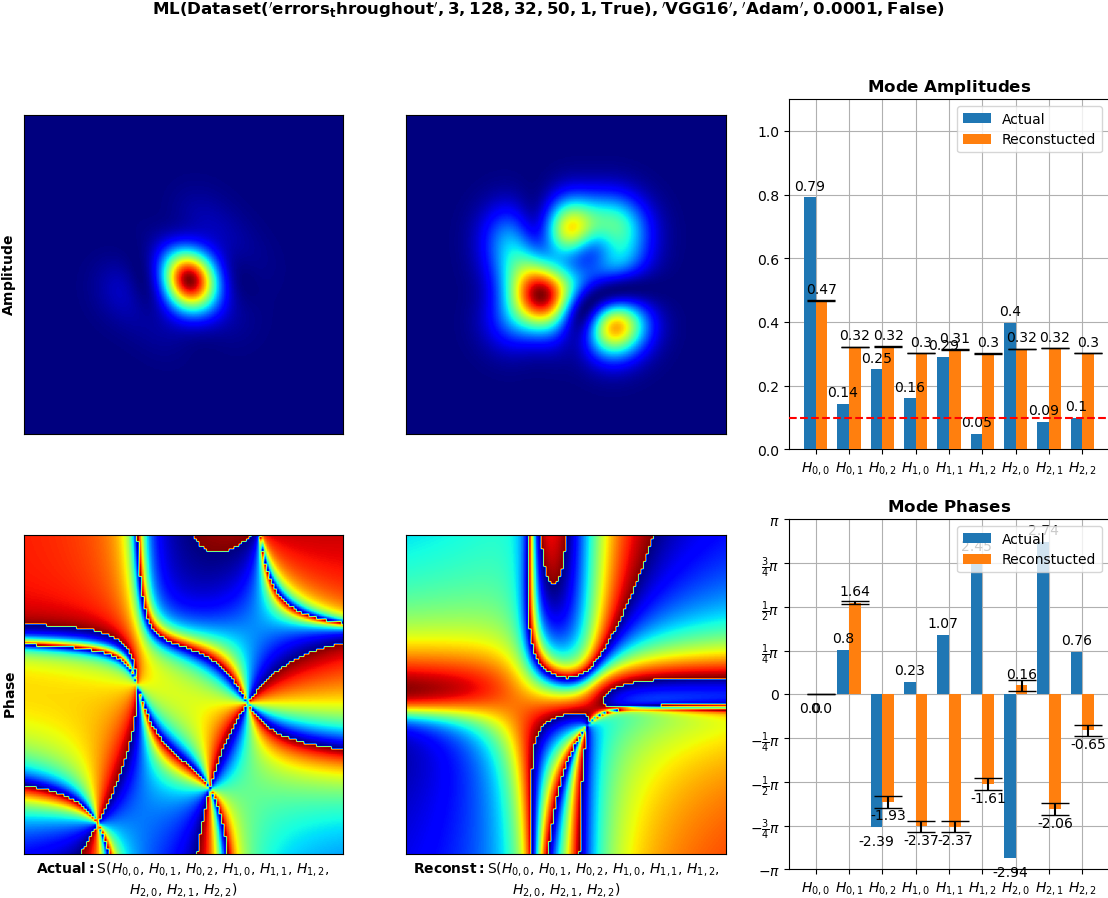 ML(Dataset('errors_throughout', 3, 128, 32, 50, 1, True), 'VGG16', 'Adam', 0.0001, False)
Amplitude
Mode Amplitudes
Actual
Reconstucted
1.0
0.8
0.6
0.4
0.2
0.0
0.79
0.47
0.14
0.32
0.25
0.32
0.16
0.3
0.29
0.31
0.05
0.3
0.4
0.32
0.09
0.32
0.1
0.3
H0,0 H0,1 H0,2 H1,0 H1,1 H1,2 H2,0 H2,1 H2,2
Phase
Actual: S(H0,0, H0,1, H0,2, H1,0, H1,1, H1,2,
H2,0, H2,1, H2,2)
Reconst: S(H0,0, H0,1, H0,2, H1,0, H1,1, H1,2,
H2,0, H2,1, H2,2)
Mode Phases
Actual
Reconstucted
π
3/4π
1/2π
1/4π
0
−1/4π
−1/2π
−3/4π
−π
0.0
0.0
0.8
1.64
-2.39
-1.93
0.23
-2.37
1.07
-2.37
2.45
-1.61
-2.94
0.16
2.74
-2.06
0.76
-0.65
H0,0 H0,1 H0,2 H1,0 H1,1 H1,2 H2,0 H2,1 H2,2